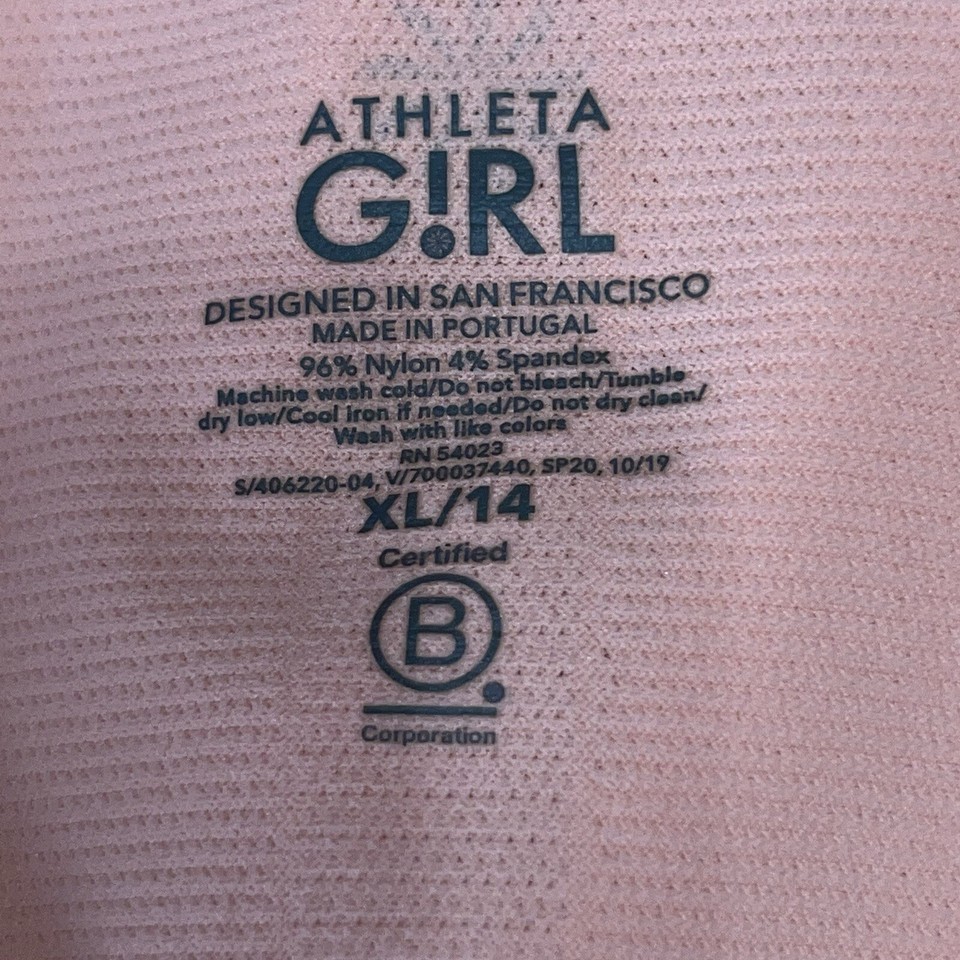 ATHLETA
G!RL
DESIGNED IN SAN FRANCISCO
MADE IN PORTUGAL
96% Nylon 4% Spandex
Machine wash cold/Do not bleach/Tumble
dry low/Cool iron if needed/Do not dry clean/
Wash with like colors
RN 54023
S/406220-04, V/700037440, SP20, 10/19
XL/14
Certified
B
Corporation